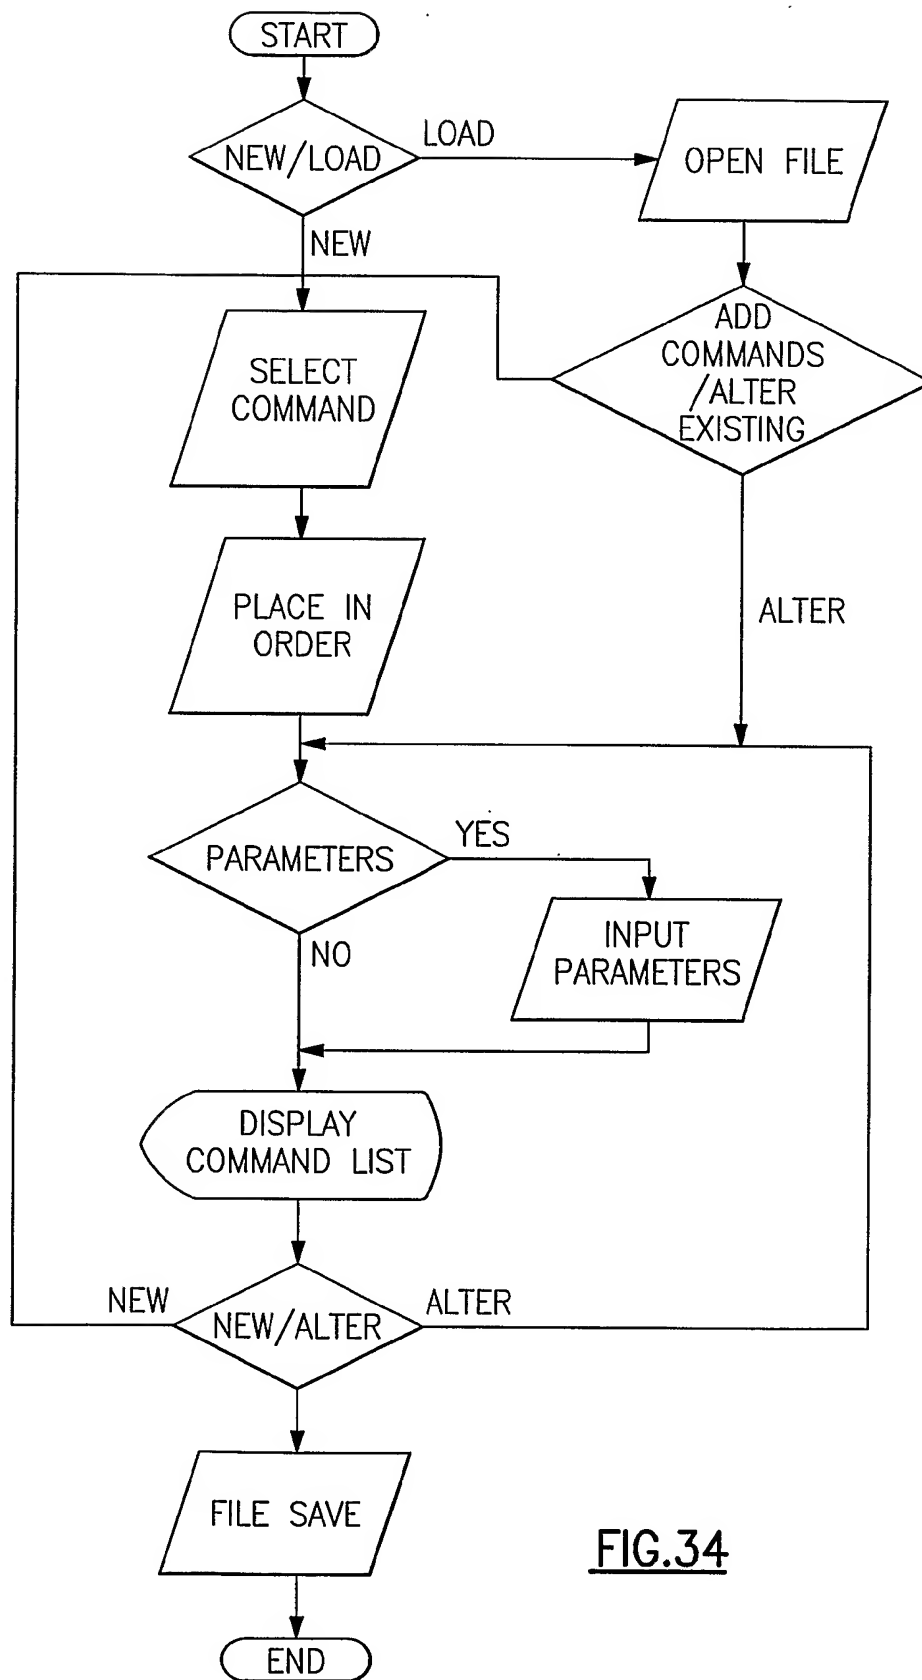 START
NEW/LOAD
LOAD
OPEN FILE
NEW
ADD
COMMANDS
/ALTER
EXISTING
SELECT
COMMAND
PLACE IN
ORDER
ALTER
PARAMETERS
YES
INPUT
PARAMETERS
NO
DISPLAY
COMMAND LIST
NEW
NEW/ALTER
ALTER
FILE SAVE
FIG.34
END